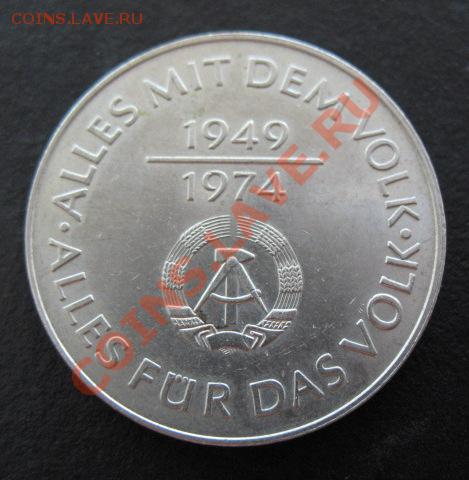 COINS.LAVE.RU
· ALLES MIT DEM VOLK ·
1949
1974
ALLES FÜR DAS VOLK
COINS.LAVE.RU